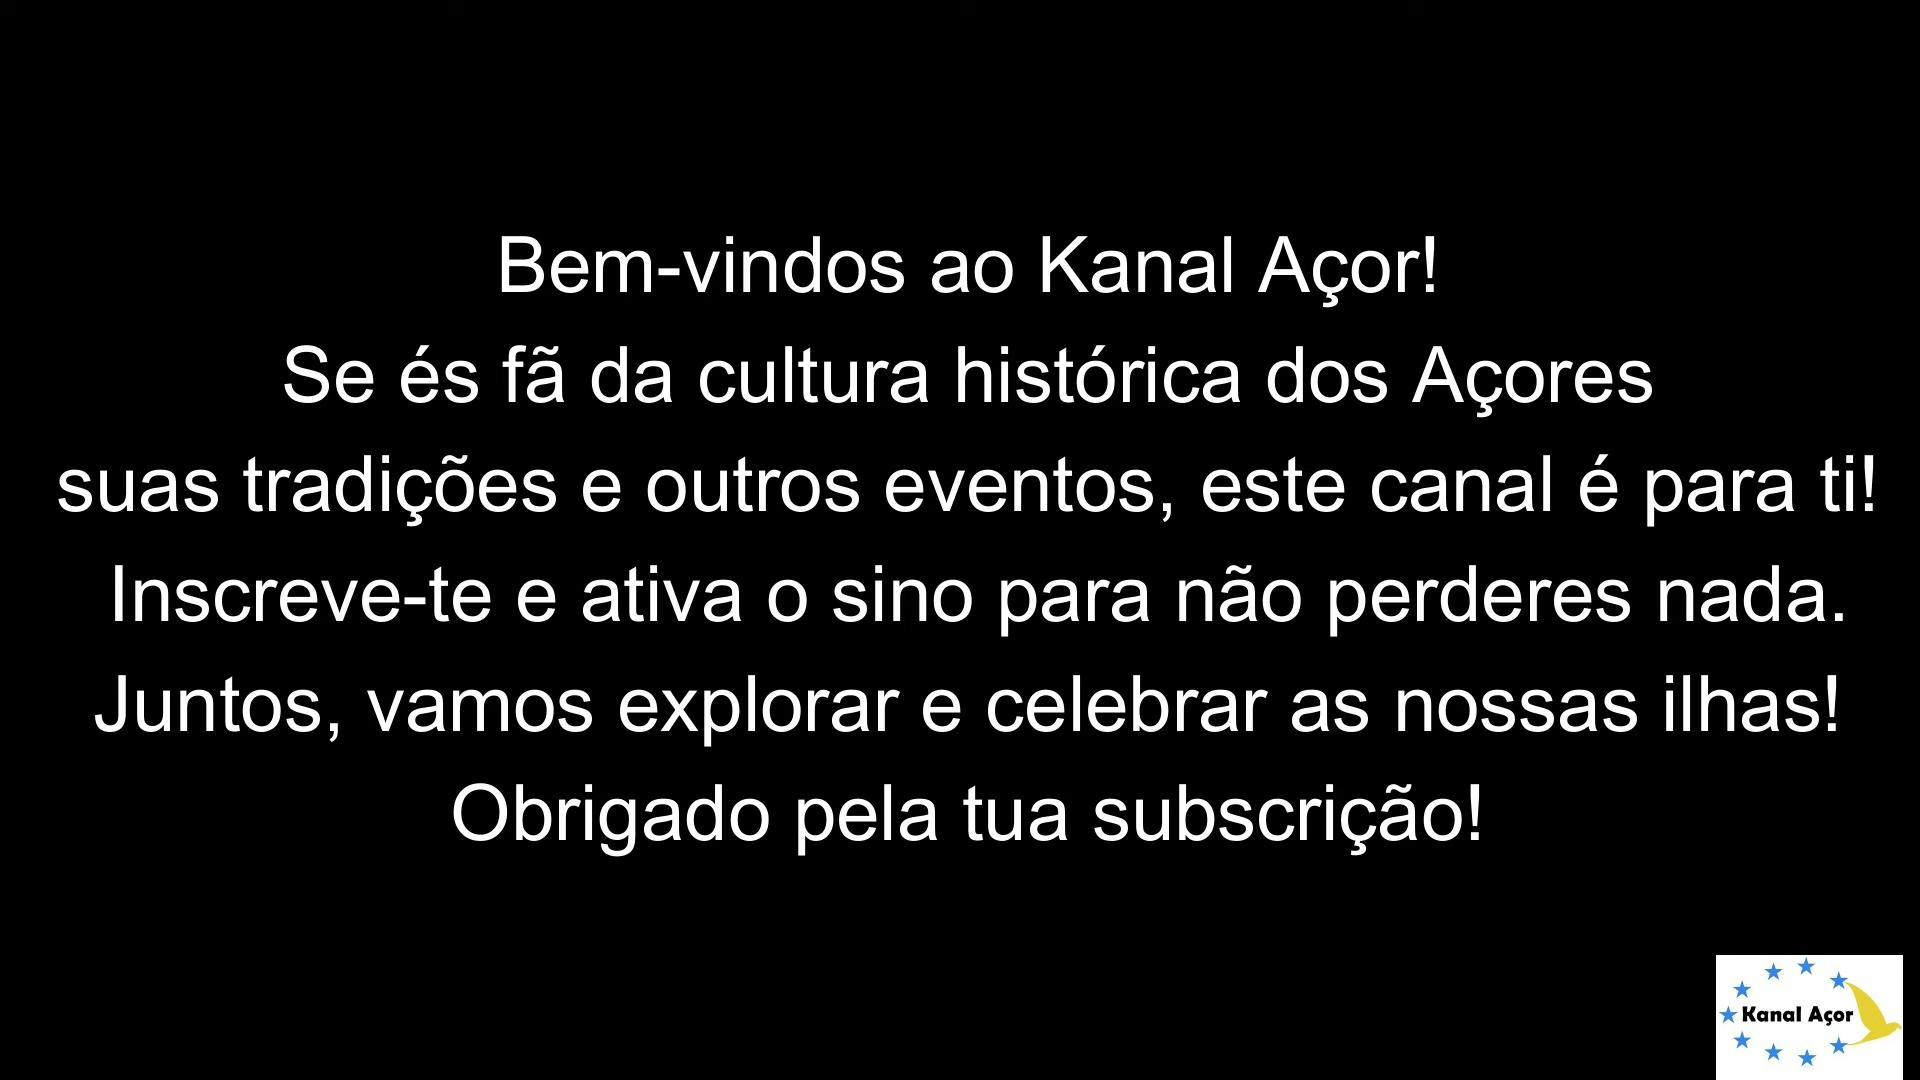 Bem-vindos ao Kanal Açor!
Se és fã da cultura histórica dos Açores
suas tradições e outros eventos, este canal é para ti!
Inscreve-te e ativa o sino para não perderes nada.
Juntos, vamos explorar e celebrar as nossas ilhas!
Obrigado pela tua subscrição!
Kanal Açor